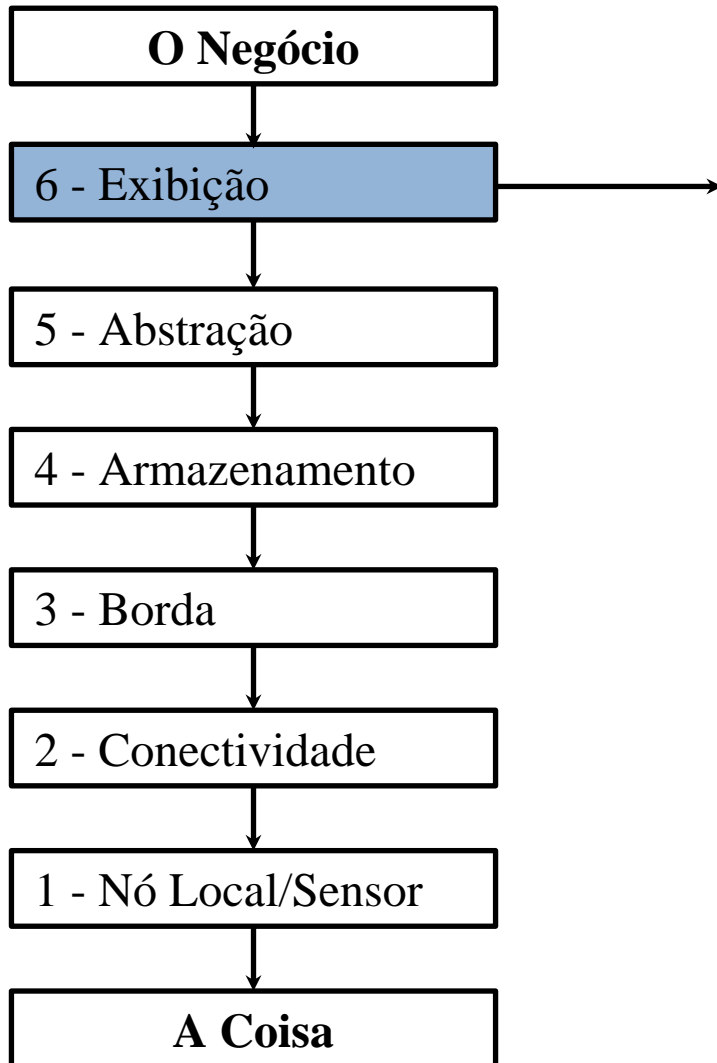 O Negócio
6 - Exibição
5 - Abstração
4 - Armazenamento
3 - Borda
2 - Conectividade
1 - Nó Local/Sensor
A Coisa